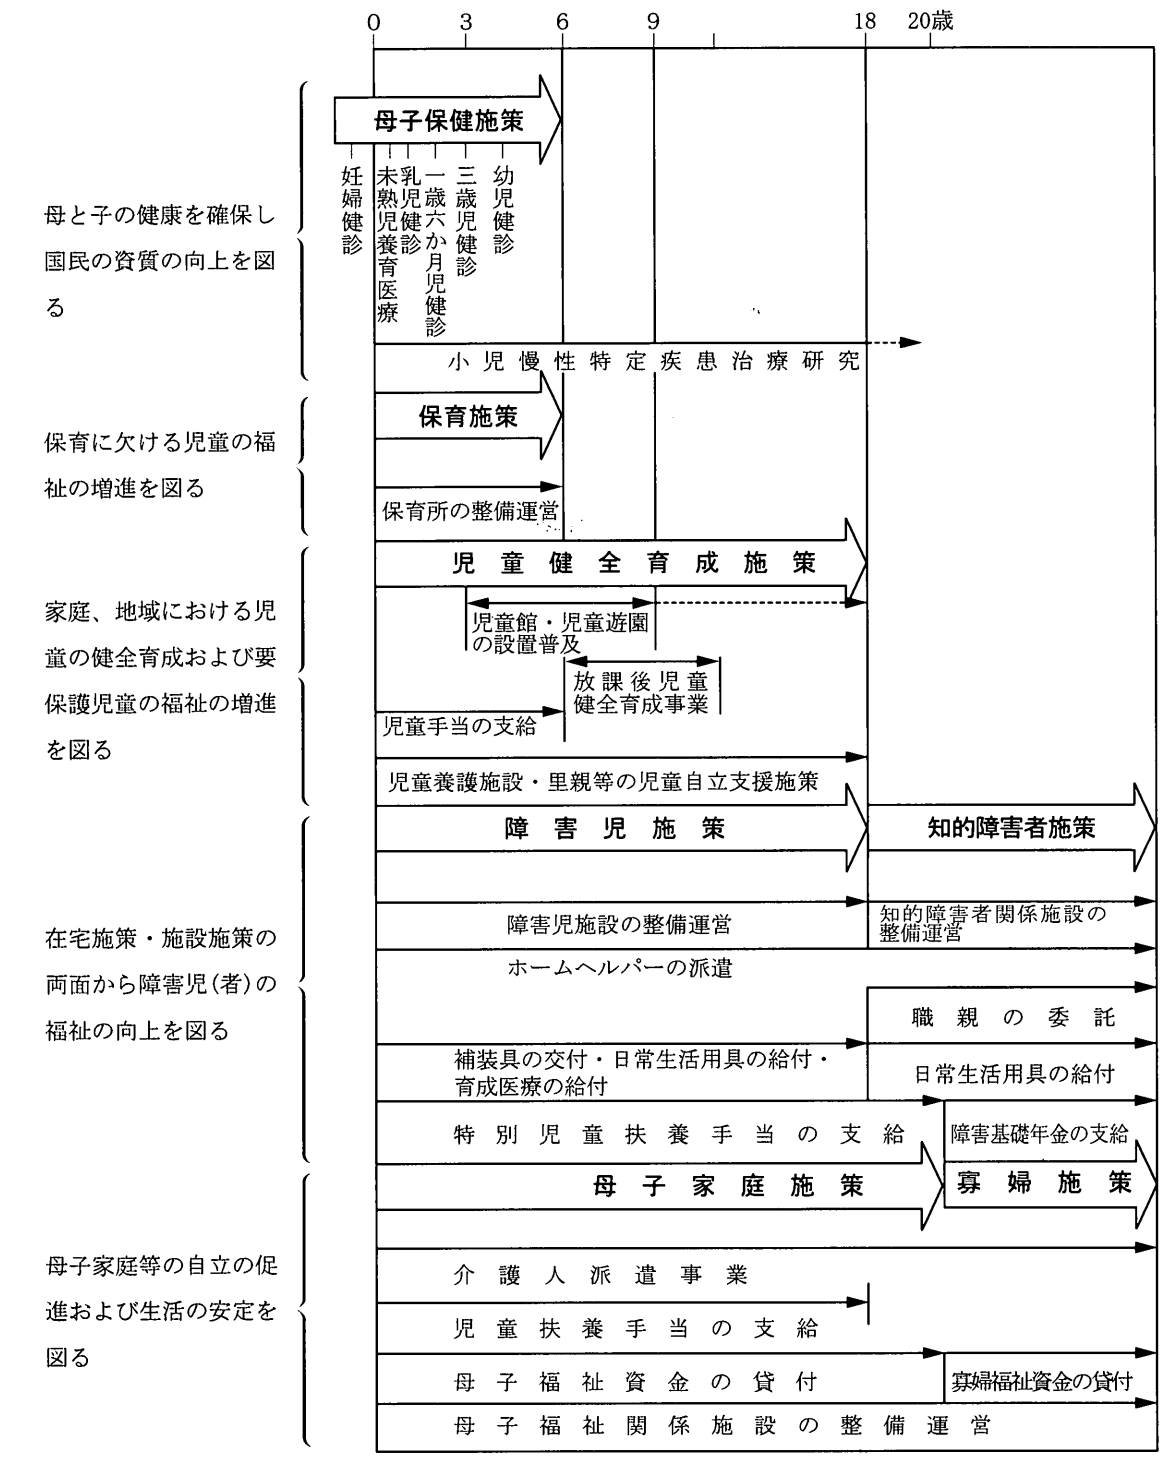 0 3 6 9 18 20歳
母と子の健康を確保し
国民の資質の向上を図
る
母子保健施策
妊婦健診
未熟児養育医療
乳児健診
一歳六か月児健診
三歳児健診
幼児健診
小児慢性特定疾患治療研究
保育に欠ける児童の福
祉の増進を図る
保育施策
保育所の整備運営
家庭、地域における児
童の健全育成および要
保護児童の福祉の増進
を図る
児童健全育成施策
児童館・児童遊園
の設置普及
放課後児童
健全育成事業
児童手当の支給
児童養護施設・里親等の児童自立支援施策
在宅施策・施設施策の
両面から障害児(者)の
福祉の向上を図る
障害児施策
知的障害者施策
障害児施設の整備運営
知的障害者関係施設の
整備運営
ホームヘルパーの派遣
職親の委託
補装具の交付・日常生活用具の給付・
育成医療の給付
日常生活用具の給付
特別児童扶養手当の支給
障害基礎年金の支給
母子家庭等の自立の促
進および生活の安定を
図る
母子家庭施策
寡婦施策
介護人派遣事業
児童扶養手当の支給
母子福祉資金の貸付
寡婦福祉資金の貸付
母子福祉関係施設の整備運営